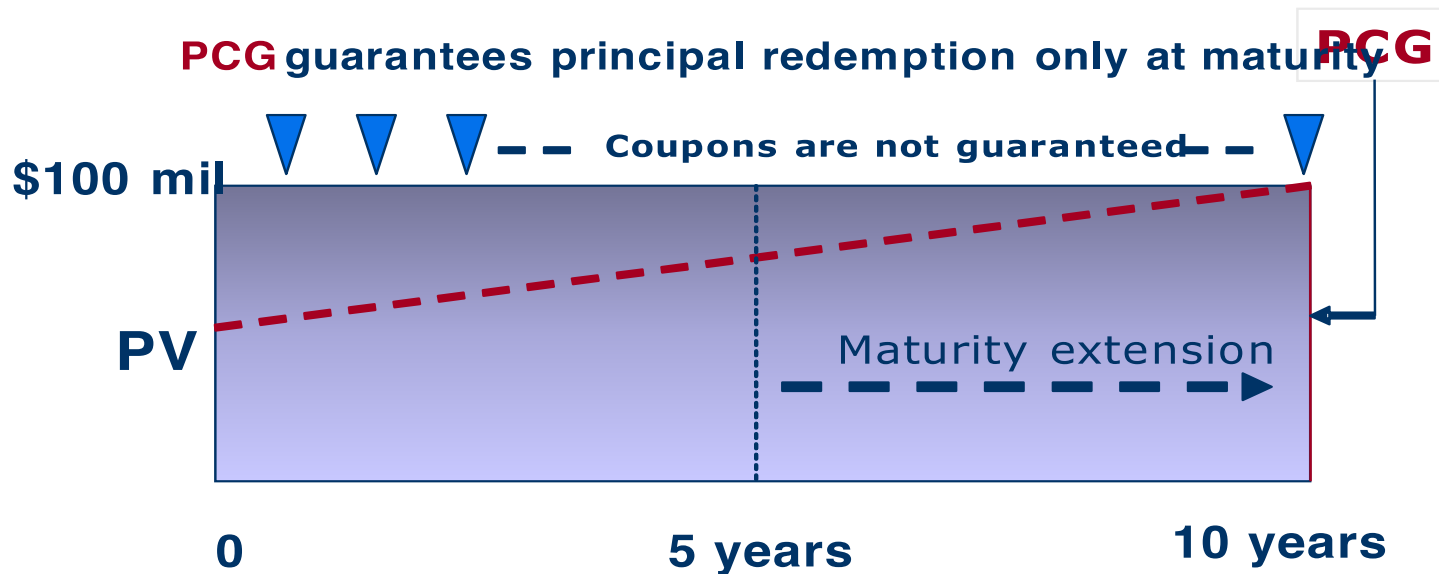 PCG
PCG guarantees principal redemption only at maturity
Coupons are not guaranteed
$100 mil
PV
Maturity extension
0
5 years
10 years